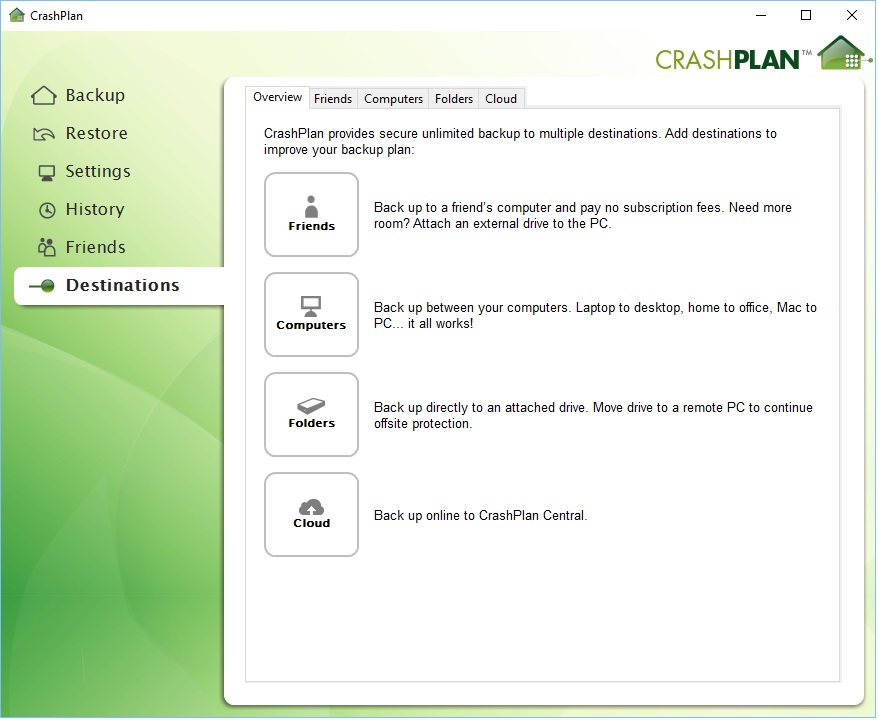 CrashPlan
CRASHPLAN™
Backup
Restore
Settings
History
Friends
Destinations
Overview Friends Computers Folders Cloud
CrashPlan provides secure unlimited backup to multiple destinations. Add destinations to
improve your backup plan:
Friends
Back up to a friend's computer and pay no subscription fees. Need more
room? Attach an external drive to the PC.
Computers
Back up between your computers. Laptop to desktop, home to office, Mac to
PC... it all works!
Folders
Back up directly to an attached drive. Move drive to a remote PC to continue
offsite protection.
Cloud
Back up online to CrashPlan Central.